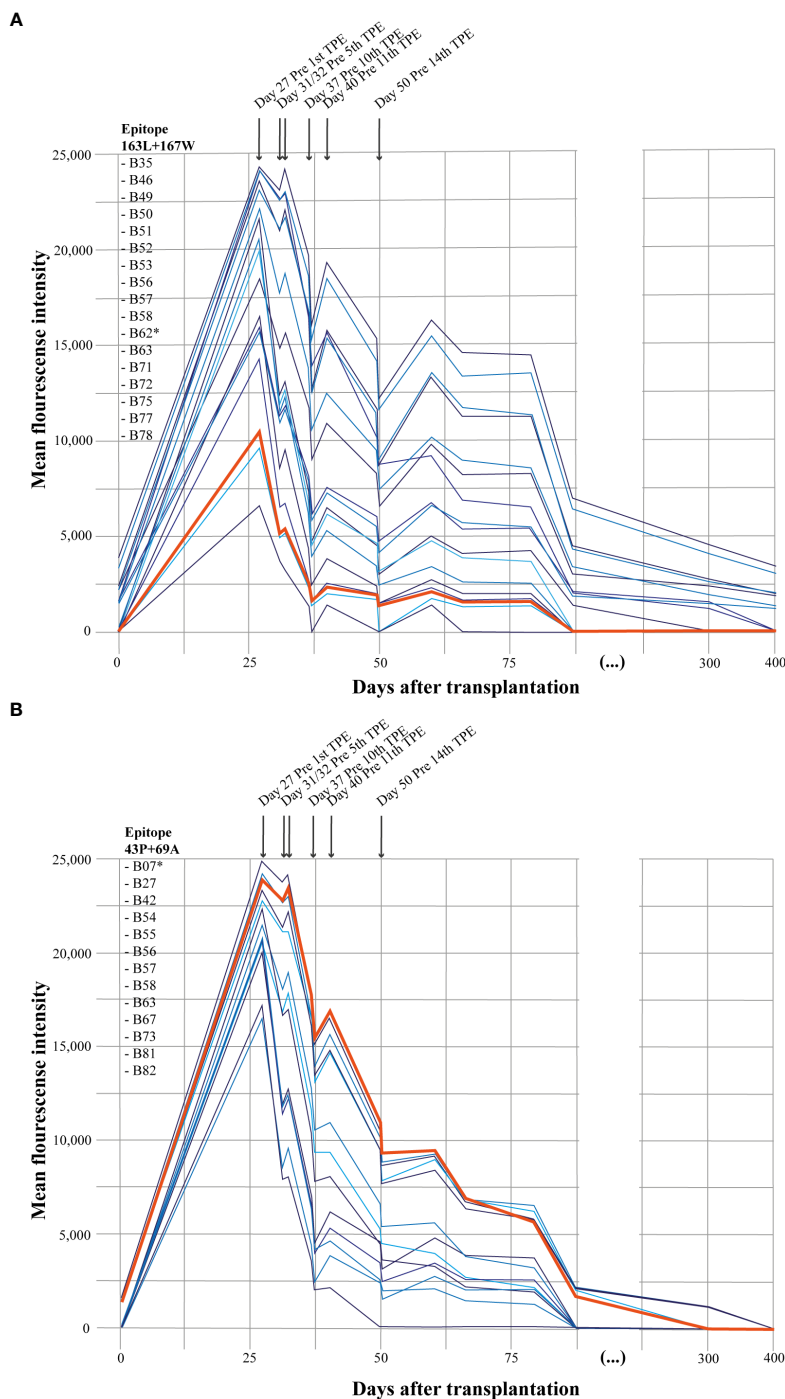 A
Day 27 Pre 1st TPE
Day 31/32 Pre 5th TPE
Day 37 Pre 10th TPE
Day 40 Pre 11th TPE
Day 50 Pre 14th TPE
Epitope
163L+167W
- B35
- B46
- B49
- B50
- B51
- B52
- B53
- B56
- B57
- B58
- B62*
- B63
- B71
- B72
- B75
- B77
- B78
Mean flourescense intensity
25,000
20,000
15,000
10,000
5,000
0
0
25
50
75
(...)
300
400
Days after transplantation
B
Day 27 Pre 1st TPE
Day 31/32 Pre 5th TPE
Day 37 Pre 10th TPE
Day 40 Pre 11th TPE
Day 50 Pre 14th TPE
Epitope
43P+69A
- B07*
- B27
- B42
- B54
- B55
- B56
- B57
- B58
- B63
- B67
- B73
- B81
- B82
Mean flourescense intensity
25,000
20,000
15,000
10,000
5,000
0
0
25
50
75
(...)
300
400
Days after transplantation